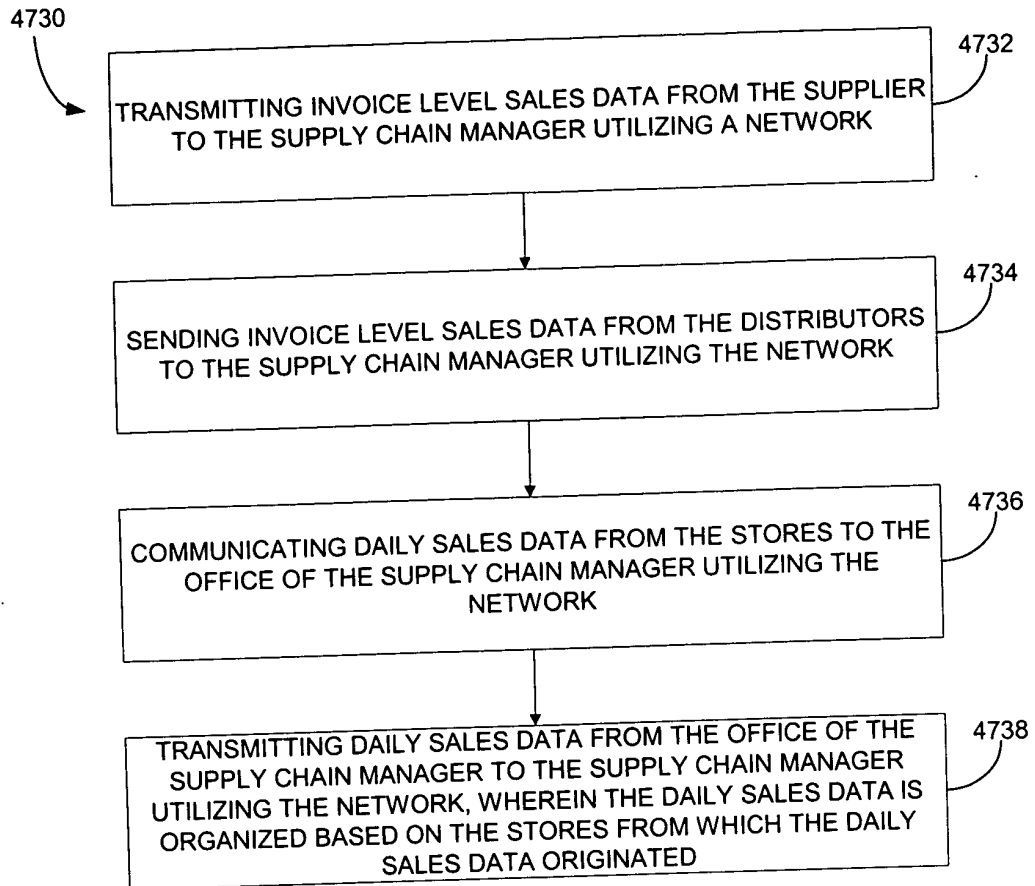 4730
4732
TRANSMITTING INVOICE LEVEL SALES DATA FROM THE SUPPLIER
TO THE SUPPLY CHAIN MANAGER UTILIZING A NETWORK
4734
SENDING INVOICE LEVEL SALES DATA FROM THE DISTRIBUTORS
TO THE SUPPLY CHAIN MANAGER UTILIZING THE NETWORK
4736
COMMUNICATING DAILY SALES DATA FROM THE STORES TO THE
OFFICE OF THE SUPPLY CHAIN MANAGER UTILIZING THE
NETWORK
4738
TRANSMITTING DAILY SALES DATA FROM THE OFFICE OF THE
SUPPLY CHAIN MANAGER TO THE SUPPLY CHAIN MANAGER
UTILIZING THE NETWORK, WHEREIN THE DAILY SALES DATA IS
ORGANIZED BASED ON THE STORES FROM WHICH THE DAILY
SALES DATA ORIGINATED